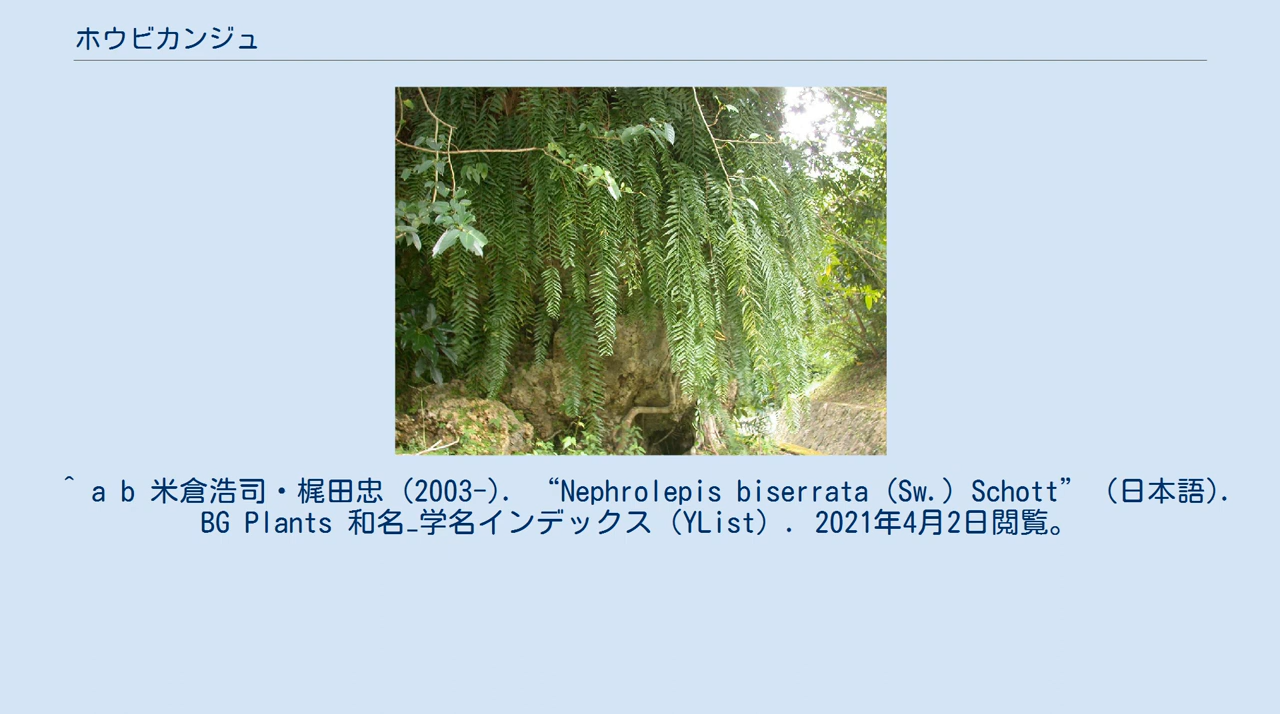 ホウビカンジュ
^ a b 米倉浩司・梶田忠 (2003-). “Nephrolepis biserrata (Sw.) Schott” (日本語).
BG Plants 和名−学名インデックス (YList). 2021年4月2日閲覧。